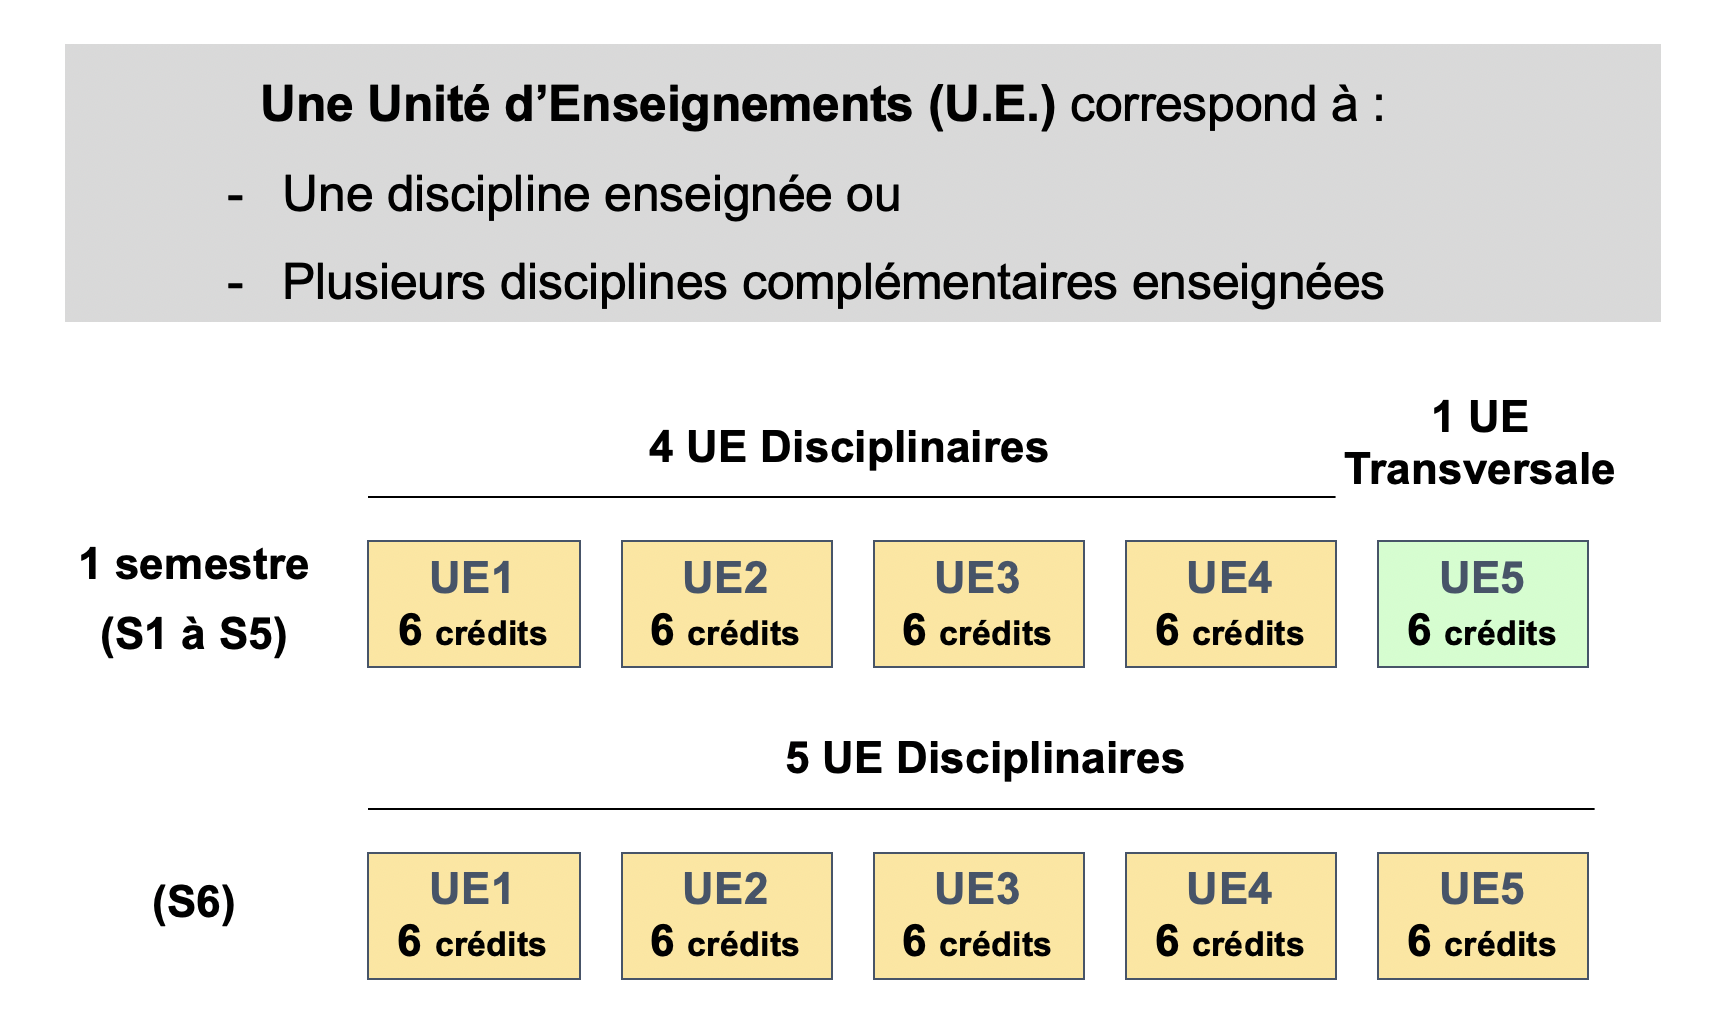 Une Unité d’Enseignements (U.E.) correspond à :
- Une discipline enseignée ou
- Plusieurs disciplines complémentaires enseignées
4 UE Disciplinaires
1 UE
Transversale
1 semestre
(S1 à S5)
UE1
6 crédits
UE2
6 crédits
UE3
6 crédits
UE4
6 crédits
UE5
6 crédits
5 UE Disciplinaires
(S6)
UE1
6 crédits
UE2
6 crédits
UE3
6 crédits
UE4
6 crédits
UE5
6 crédits